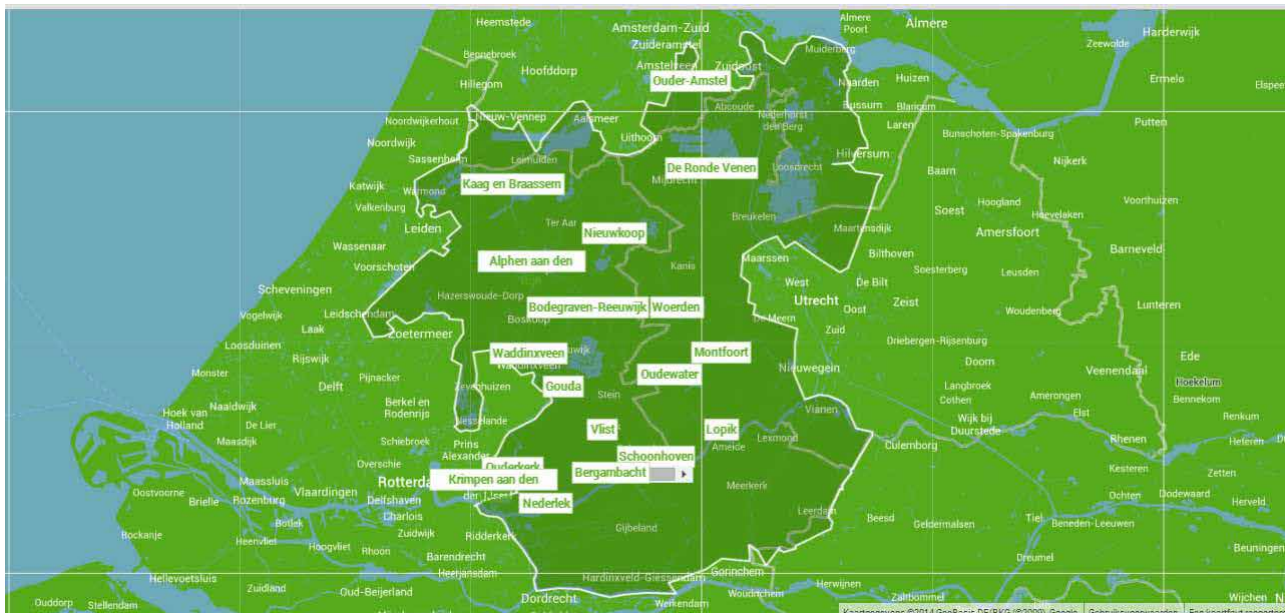 Heemstede
Amsterdam-Zuid
Zuideramstel
Almere
Poort
Almere
Harderwijk
Bennebroek
Amstelveen
Zuidoost
Muiderberg
Zeewolde
Hoofddorp
Hillegom
Ouder-Amstel
Naarden
Huizen
Ermelo
Elspeet
Noordwijkerhout
Nieuw-Vennep
Aalsmeer
Abcoude
Nederhorst
den Berg
Bussum
Blaricum
Laren
Putten
Noordwijk
Uithoorn
Bunschoten-Spakenburg
Sassenheim
Leimuiden
De Ronde Venen
Loosdrecht
Hilversum
Nijkerk
Katwijk
Warmond
Kaag en Braassem
Mijdrecht
Baarn
Valkenburg
Hoogland
Voorthuizen
Leiden
Ter Aar
Nieuwkoop
Breukelen
Maartensdijk
Soest
Hoevelaken
Amersfoort
Wassenaar
Barneveld
Voorschoten
Alphen aan den
Kanis
Maarssen
Bilthoven
Soesterberg
Leusden
Scheveningen
Hazerswoude-Dorp
West
De Bilt
Utrecht
Zeist
Vogelwijk
Leidschendam
Bodegraven-Reeuwijk
Woerden
Oost
Woudenberg
Lunteren
Laak
Zoetermeer
Boskoop
De Meern
Zuid
Loosduinen
Rijswijk
Waddinxveen
Montfoort
Driebergen-Rijsenburg
Doorn
Ede
Monster
Pijnacker
Delft
Waddinxveen
Oudewater
Nieuwegein
Veenendaal
Hoekelum
Bennekom
Naaldwijk
Zevenhuizen
Gouda
Stein
Langbroek
Cothen
Amerongen
Elst
Hoek van
Holland
De Lier
Berkel en
Rodenrijs
Vianen
Wijk bij
Duurstede
Renkum
Maasdijk
Schiebroek
Prins
Alexander
Vlist
Lopik
Lexmond
Culemborg
Rhenen
Heteren
Overschie
Ouderkerk
Schoonhoven
Ameide
Kesteren
Zetten
Maassluis
Rotterda
Krimpen aan den
Bergambacht
Meerkerk
Oostvoorne
Brielle
Rozenburg
Vlaardingen
Delfshaven
Nederlek
Ochten
Dodewaard
Herveld
Botlek
Charlois
Leerdam
Beesd
Geldermalsen
Tiel
Beneden-Leeuwen
Bockanje
Heenvliet
Hoogvliet
Rhoon
Zuidwijk
Ridderkerk
Gijbeland
Barendrecht
Dreumel
Beuningen
Hellevoetsluis
Zuidland
Heerjansdam
Hardinxveld-Giessendam
Gorinchem
Ouddorp
Stellendam
Oud-Beijerland
Dordrecht
Werkendam
Woudrichem
Herwijnen
Zaltbommel
Wijchen